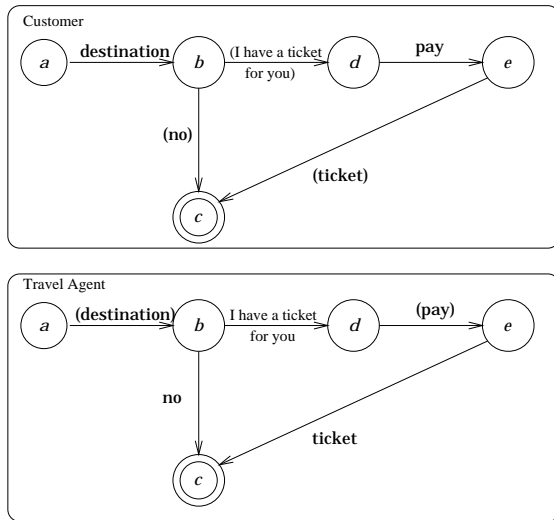 Customer
a
destination
b
(I have a ticket
for you)
d
pay
e
(no)
(ticket)
c
Travel Agent
a
(destination)
b
I have a ticket
for you
d
(pay)
e
no
ticket
c